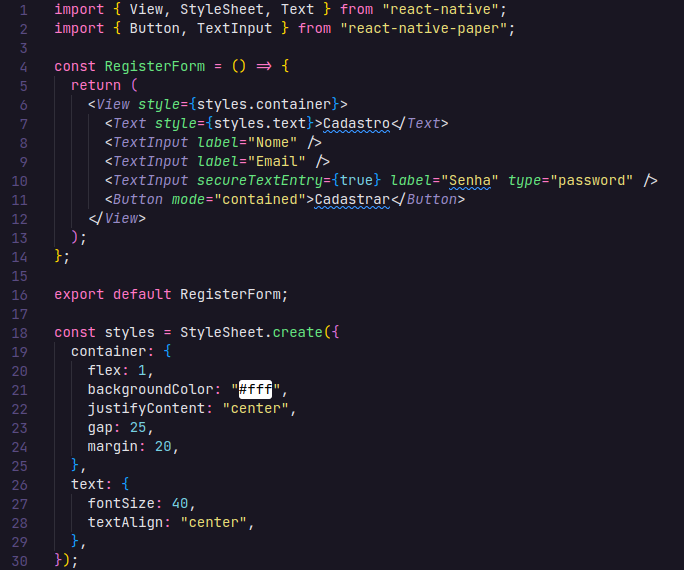 1 import { View, StyleSheet, Text } from "react-native";
2 import { Button, TextInput } from "react-native-paper";
3
4 const RegisterForm = () => {
5   return (
6     <View style={styles.container}>
7       <Text style={styles.text}>Cadastro</Text>
8       <TextInput label="Nome" />
9       <TextInput label="Email" />
10       <TextInput secureTextEntry={true} label="Senha" type="password" />
11       <Button mode="contained">Cadastrar</Button>
12     </View>
13   );
14 };
15
16 export default RegisterForm;
17
18 const styles = StyleSheet.create({
19   container: {
20     flex: 1,
21     backgroundColor: "#fff",
22     justifyContent: "center",
23     gap: 25,
24     margin: 20,
25   },
26   text: {
27     fontSize: 40,
28     textAlign: "center",
29   },
30 });